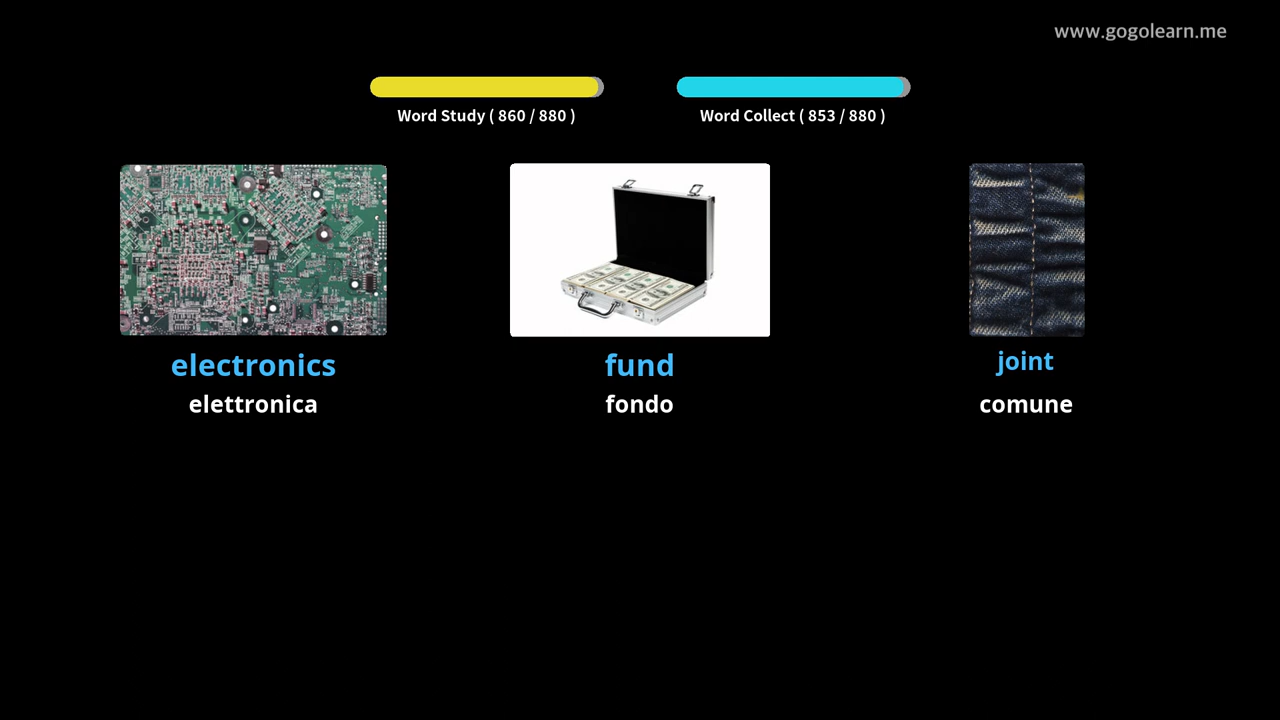 www.gogolearn.me
Word Study ( 860 / 880 )
Word Collect ( 853 / 880 )
electronics
fund
joint
elettronica
fondo
comune